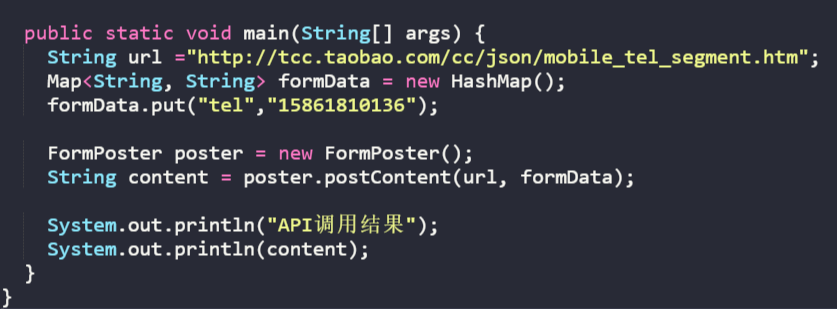 public static void main(String[] args) {
String url ="http://tcc.taobao.com/cc/json/mobile_tel_segment.htm";
Map<String, String> formData = new HashMap();
formData.put("tel","15861810136");
FormPoster poster = new FormPoster();
String content = poster.postContent(url, formData);
System.out.println("API调用结果");
System.out.println(content);
}
}